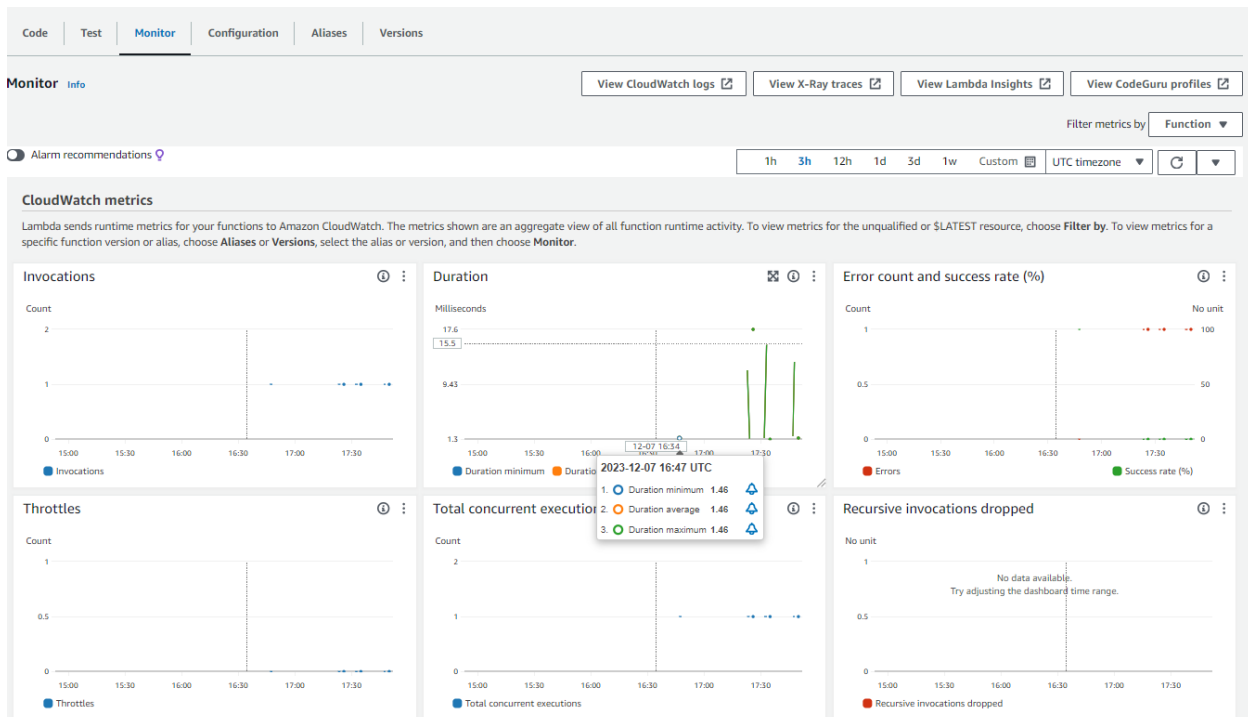 Code Test Monitor Configuration Aliases Versions
Monitor Info
View CloudWatch logs View X-Ray traces View Lambda Insights View CodeGuru profiles
Filter metrics by Function
Alarm recommendations
1h 3h 12h 1d 3d 1w Custom UTC timezone
CloudWatch metrics
Lambda sends runtime metrics for your functions to Amazon CloudWatch. The metrics shown are an aggregate view of all function runtime activity. To view metrics for the unqualified or $LATEST resource, choose Filter by. To view metrics for a
specific function version or alias, choose Aliases or Versions, select the alias or version, and then choose Monitor.
Invocations
Count
2
1
0
15:00 15:30 16:00 16:30 17:00 17:30
Invocations
Duration
Milliseconds
17.6
15.5
9.43
1.3
12-07 16:34
15:00 15:30 16:00 16:30 17:00 17:30
Duration minimum Duratio
2023-12-07 16:47 UTC
1. Duration minimum 1.46
2. Duration average 1.46
3. Duration maximum 1.46
Error count and success rate (%)
Count No unit
1 100
0.5 50
0 0
15:00 15:30 16:00 16:30 17:00 17:30
Errors Success rate (%)
Throttles
Count
1
0.5
0
15:00 15:30 16:00 16:30 17:00 17:30
Throttles
Total concurrent execution
Count
2
1
0
15:00 15:30 16:00 16:30 17:00 17:30
Total concurrent executions
Recursive invocations dropped
No unit
1
No data available.
Try adjusting the dashboard time range.
0.5
0
15:00 15:30 16:00 16:30 17:00 17:30
Recursive invocations dropped